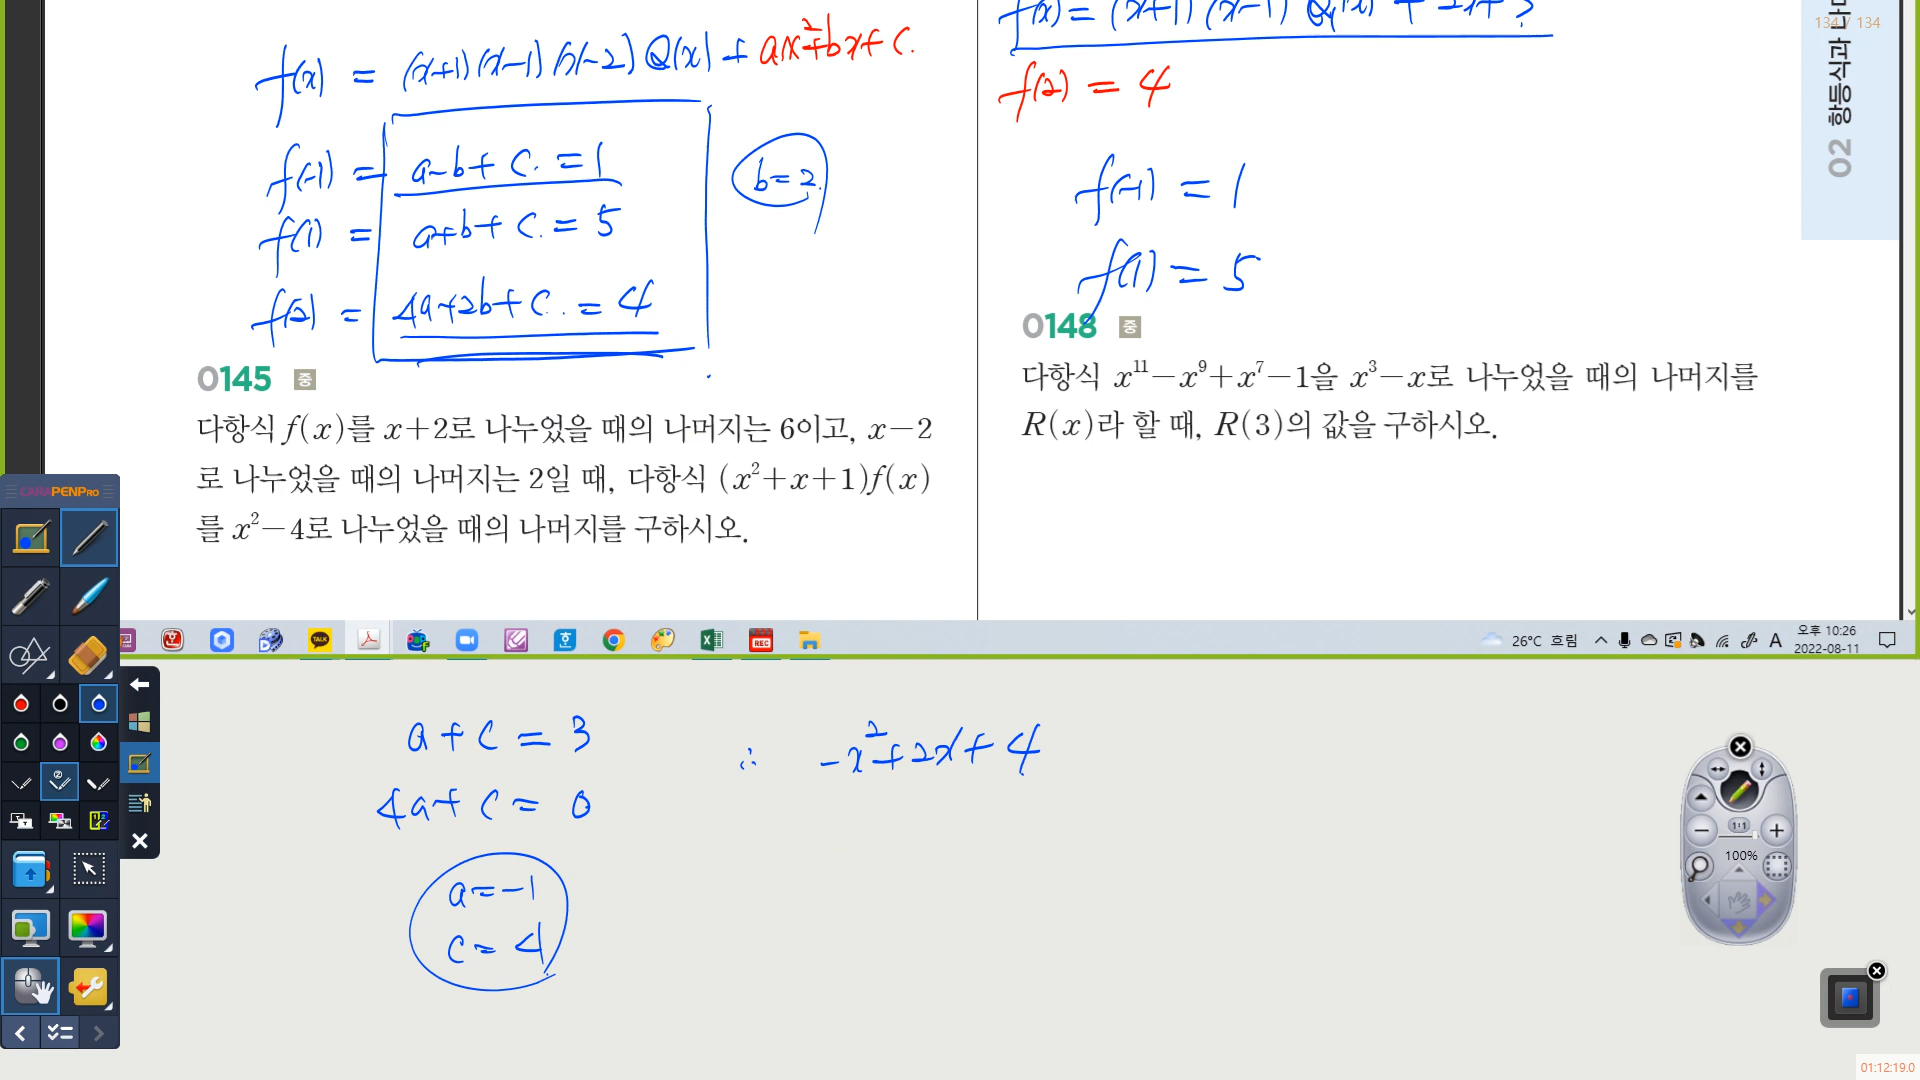 f(x) = (x+1)(x-1)(x-2)Q(x) + ax²+bx+c.
f(-1) = a-b+c. = 1
b=2.
f(1) = a+b+c. = 5
f(2) = 4a+2b+c. = 4
0145 중
다항식 f(x)를 x+2로 나누었을 때의 나머지는 6이고, x-2
로 나누었을 때의 나머지는 2일 때, 다항식 (x²+x+1)f(x)
를 x²-4로 나누었을 때의 나머지를 구하시오.
f(x) = (x+1)(x-1)
134 / 134
f(2) = 4
f(-1) = 1
f(1) = 5
0148 중
다항식 x¹¹-x⁹+x⁷-1을 x³-x로 나누었을 때의 나머지를
R(x)라 할 때, R(3)의 값을 구하시오.
02 항등식과
CARAPENPRO
TALK
REC
26°C 흐림
A
오후 10:26
2022-08-11
a+c = 3
4a+c = 0
a=-1
c= 4
∴ -x²+2x+4
1:1
100%
01:12:19.0